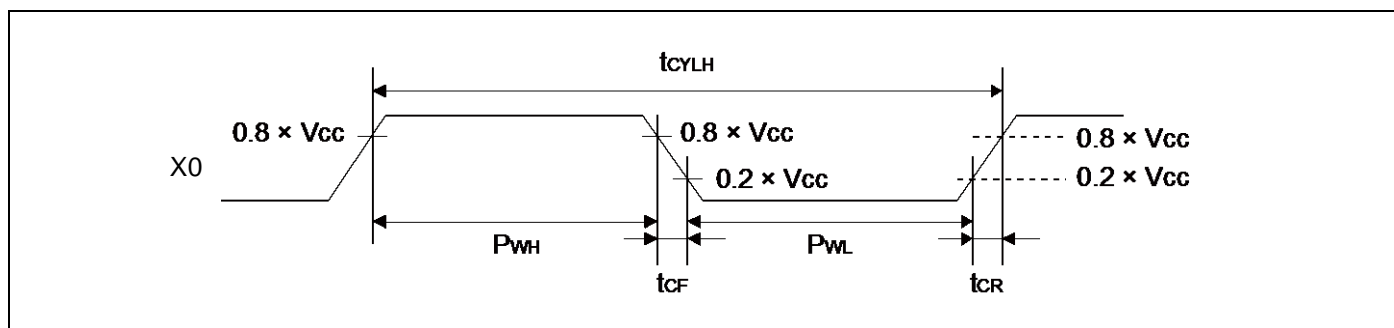 tCYLH
0.8 × Vcc 0.8 × Vcc 0.8 × Vcc
X0 0.2 × Vcc 0.2 × Vcc
PWH PWL
tCF tCR